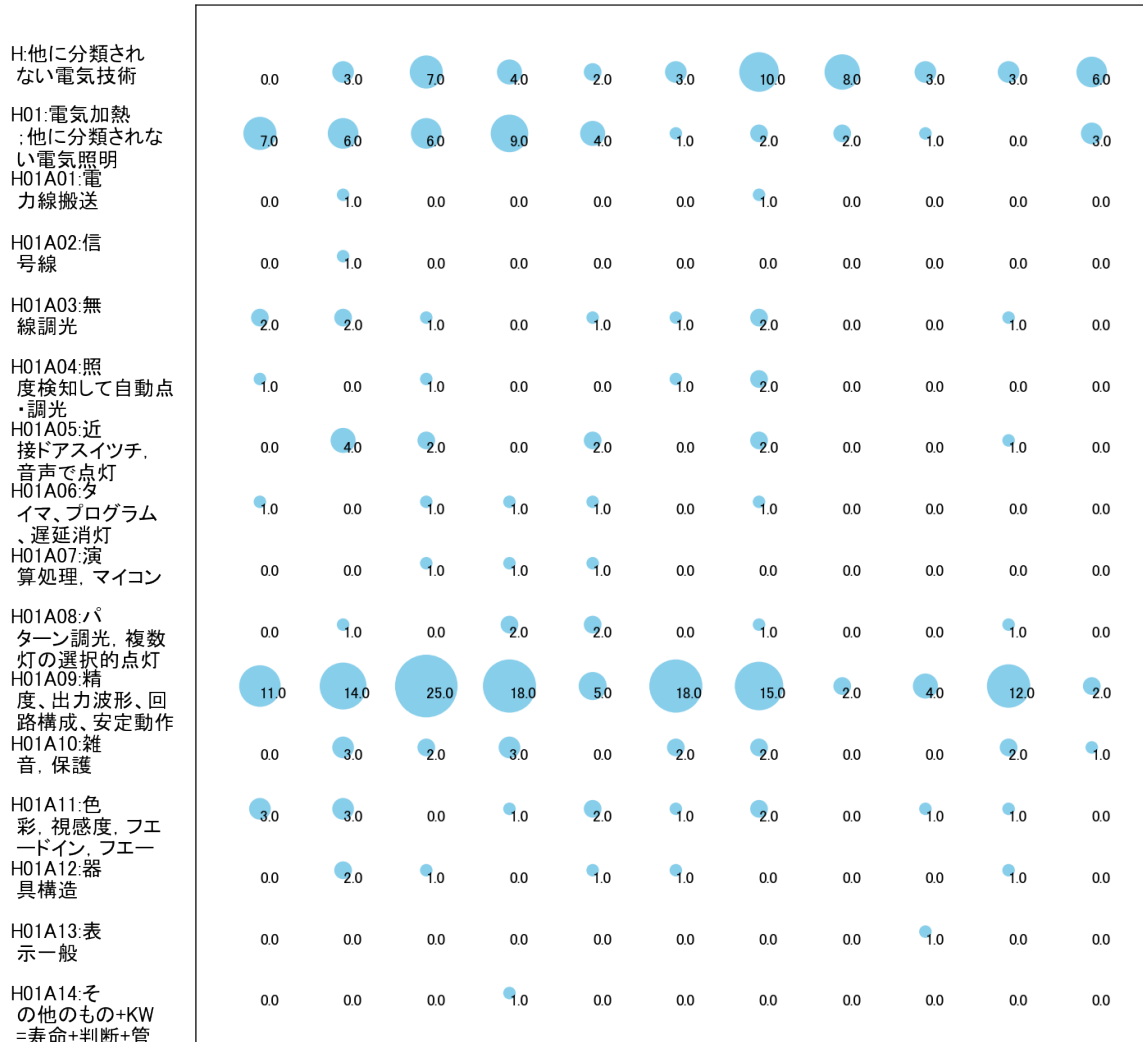 H:他に分類され
ない電気技術
0.0 3.0 7.0 4.0 2.0 3.0 10.0 8.0 3.0 3.0 6.0
H01:電気加熱
;他に分類されな
い電気照明
7.0 6.0 6.0 9.0 4.0 1.0 2.0 2.0 1.0 0.0 3.0
H01A01:電
力線搬送
0.0 1.0 0.0 0.0 0.0 0.0 1.0 0.0 0.0 0.0 0.0
H01A02:信
号線
0.0 1.0 0.0 0.0 0.0 0.0 0.0 0.0 0.0 0.0 0.0
H01A03:無
線調光
2.0 2.0 1.0 0.0 1.0 1.0 2.0 0.0 0.0 1.0 0.0
H01A04:照
度検知して自動点
・調光
1.0 0.0 1.0 0.0 0.0 1.0 2.0 0.0 0.0 0.0 0.0
H01A05:近
接ドアスイツチ,
音声で点灯
0.0 4.0 2.0 0.0 2.0 0.0 2.0 0.0 0.0 1.0 0.0
H01A06:タ
イマ、プログラム
、遅延消灯
1.0 0.0 1.0 1.0 1.0 0.0 1.0 0.0 0.0 0.0 0.0
H01A07:演
算処理,マイコン
0.0 0.0 1.0 1.0 1.0 0.0 0.0 0.0 0.0 0.0 0.0
H01A08:パ
ターン調光,複数
灯の選択的点灯
0.0 1.0 0.0 2.0 2.0 0.0 1.0 0.0 0.0 1.0 0.0
H01A09:精
度、出力波形、回
路構成、安定動作
11.0 14.0 25.0 18.0 5.0 18.0 15.0 2.0 4.0 12.0 2.0
H01A10:雑
音,保護
0.0 3.0 2.0 3.0 0.0 2.0 2.0 0.0 0.0 2.0 1.0
H01A11:色
彩,視感度,フエ
ードイン,フエー
3.0 3.0 0.0 1.0 2.0 1.0 2.0 0.0 1.0 1.0 0.0
H01A12:器
具構造
0.0 2.0 1.0 0.0 1.0 1.0 0.0 0.0 0.0 1.0 0.0
H01A13:表
示一般
0.0 0.0 0.0 0.0 0.0 0.0 0.0 0.0 1.0 0.0 0.0
H01A14:そ
の他のもの+KW
=寿命+判断+管
0.0 0.0 0.0 1.0 0.0 0.0 0.0 0.0 0.0 0.0 0.0